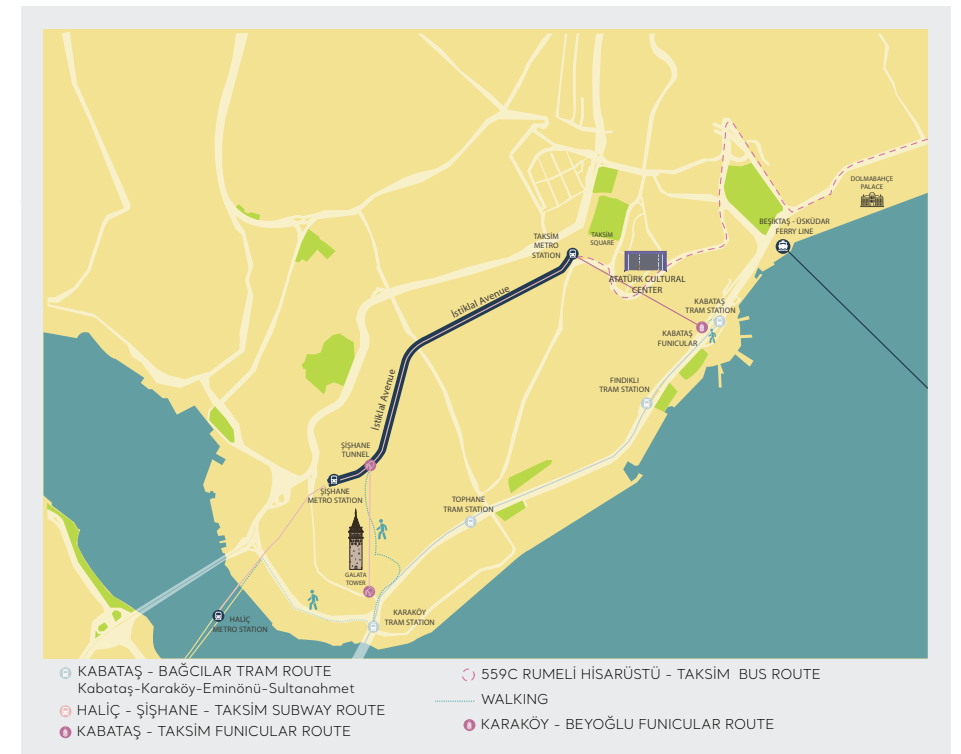 DOLMABAHÇE
PALACE
BEŞİKTAŞ - ÜSKÜDAR
FERRY LINE
TAKSİM
METRO
STATION
TAKSIM
SQUARE
ATATÜRK CULTURAL
CENTER
İstiklal Avenue
KABATAŞ
TRAM STATION
KABATAŞ
FUNICULAR
FINDIKLI
TRAM STATION
İstiklal Avenue
ŞİŞHANE
TUNNEL
ŞİŞHANE
METRO STATION
TOPHANE
TRAM STATION
GALATA
TOWER
KARAKÖY
TRAM STATION
HALİÇ
METRO STATION
KABATAŞ - BAĞCILAR TRAM ROUTE
Kabataş-Karaköy-Eminönü-Sultanahmet
HALİÇ - ŞİŞHANE - TAKSİM SUBWAY ROUTE
KABATAŞ - TAKSİM FUNICULAR ROUTE
559C RUMELİ HİSARÜSTÜ - TAKSİM BUS ROUTE
WALKING
KARAKÖY - BEYOĞLU FUNICULAR ROUTE